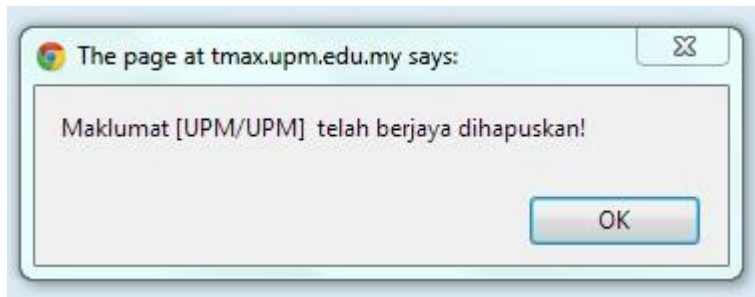 The page at tmax.upm.edu.my says:
Maklumat [UPM/UPM]  telah berjaya dihapuskan!
OK